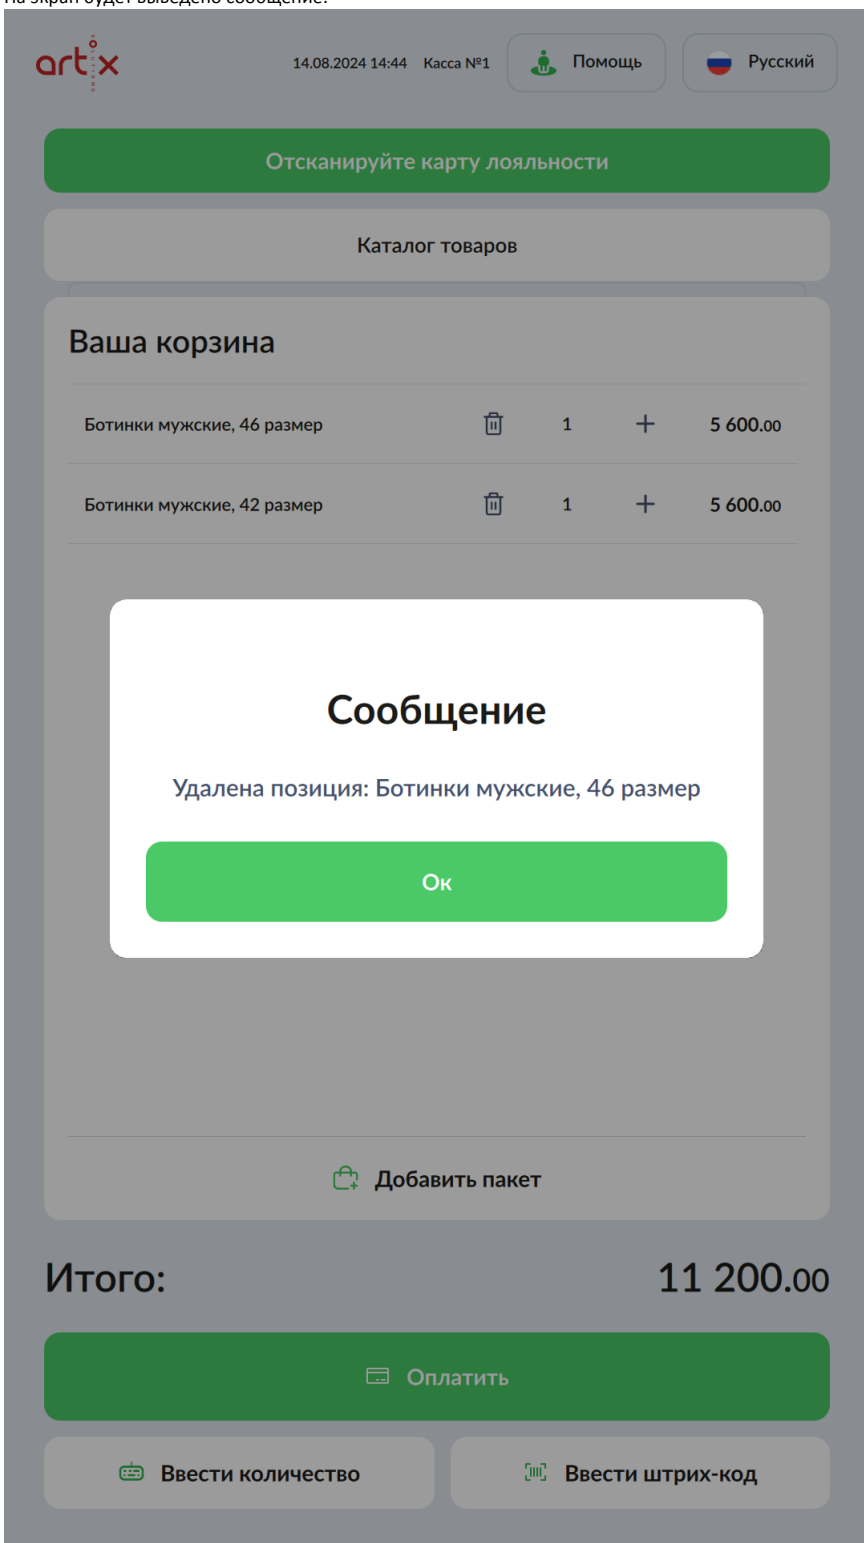 На экран будет выведено сообщение:
artix
14.08.2024 14:44 Касса №1 Помощь Русский
Отсканируйте карту лояльности
Каталог товаров
Ваша корзина
Ботинки мужские, 46 размер 1 + 5 600.00
Ботинки мужские, 42 размер 1 + 5 600.00
Сообщение
Удалена позиция: Ботинки мужские, 46 размер
Ок
Добавить пакет
Итого: 11 200.00
Оплатить
Ввести количество Ввести штрих-код